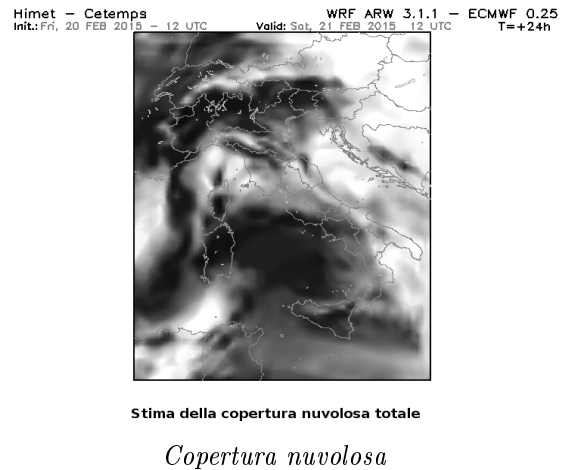 Himet – Cetemps WRF ARW 3.1.1 – ECMWF 0.25
Init.: Fri, 20 FEB 2015 – 12 UTC Valid: Sat, 21 FEB 2015 12 UTC T=+24h
Stima della copertura nuvolosa totale
Copertura nuvolosa